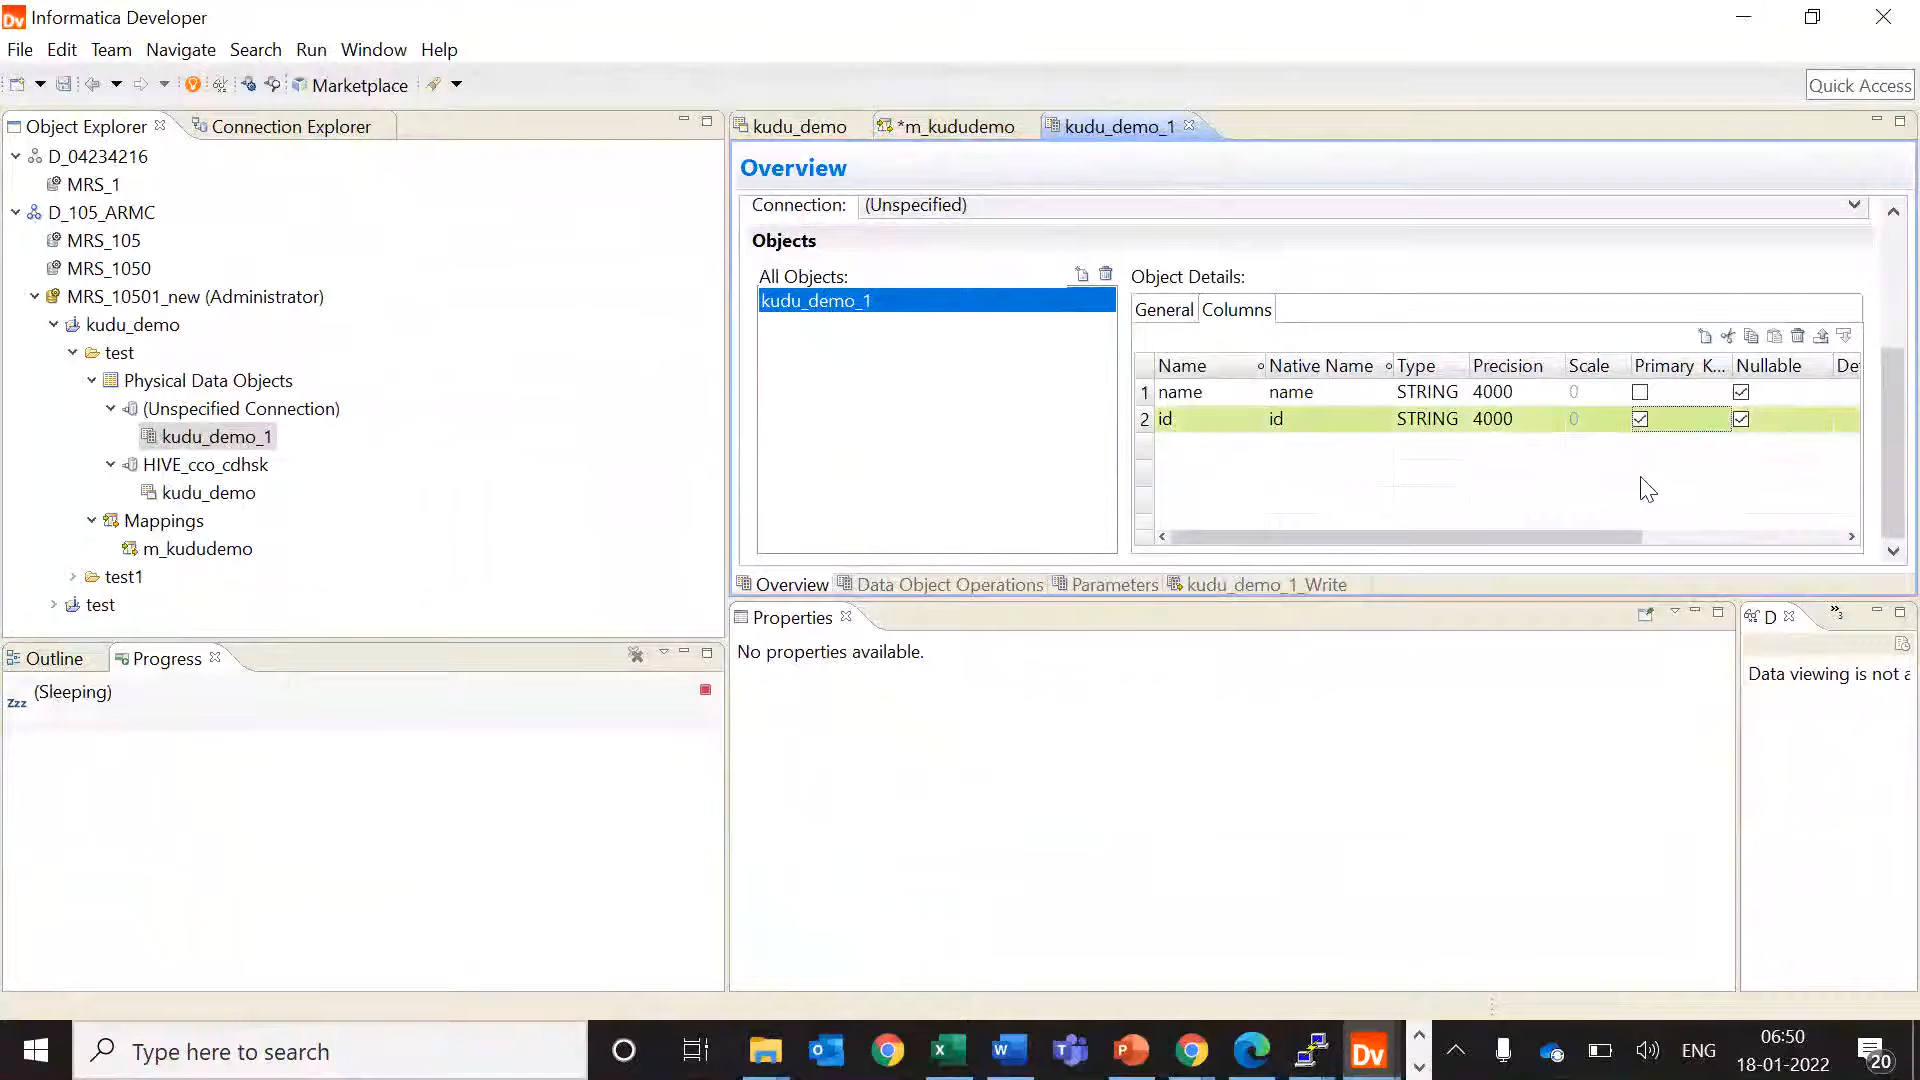 Dv Informatica Developer
File Edit Team Navigate Search Run Window Help
Marketplace
Quick Access
Object Explorer
Connection Explorer
D_04234216
MRS_1
D_105_ARMC
MRS_105
MRS_1050
MRS_10501_new (Administrator)
kudu_demo
test
Physical Data Objects
(Unspecified Connection)
kudu_demo_1
HIVE_cco_cdhsk
kudu_demo
Mappings
m_kududemo
test1
test
kudu_demo
*m_kududemo
kudu_demo_1
Overview
Connection: (Unspecified)
Objects
All Objects:
kudu_demo_1
Object Details:
General Columns
Name Native Name Type Precision Scale Primary K... Nullable De
1 name name STRING 4000 0
2 id id STRING 4000 0
Overview Data Object Operations Parameters kudu_demo_1_Write
Outline
Progress
Zzz (Sleeping)
Properties
No properties available.
D
»3
Data viewing is not a
Type here to search
ENG
06:50
18-01-2022
20
Dv